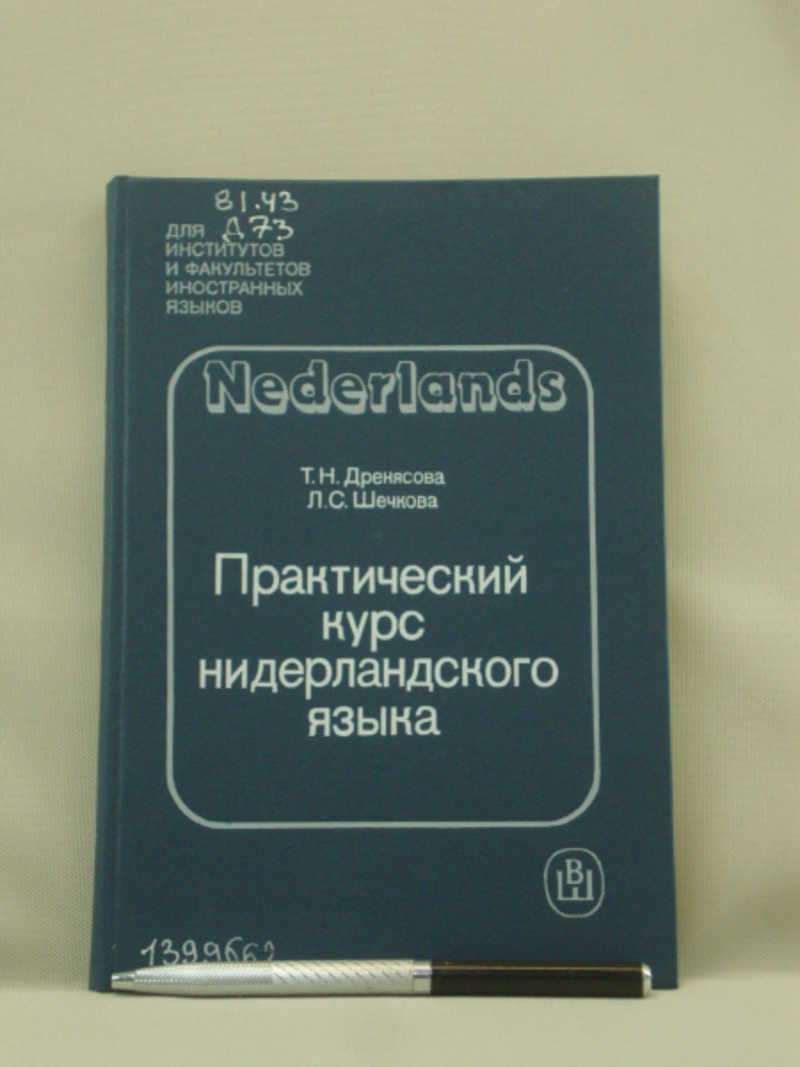 81.43
Д73
ДЛЯ
ИНСТИТУТОВ
И ФАКУЛЬТЕТОВ
ИНОСТРАННЫХ
ЯЗЫКОВ
Nederlands
Т.Н. Дренясова
Л.С. Шечкова
Практический
курс
нидерландского
языка
ВШ